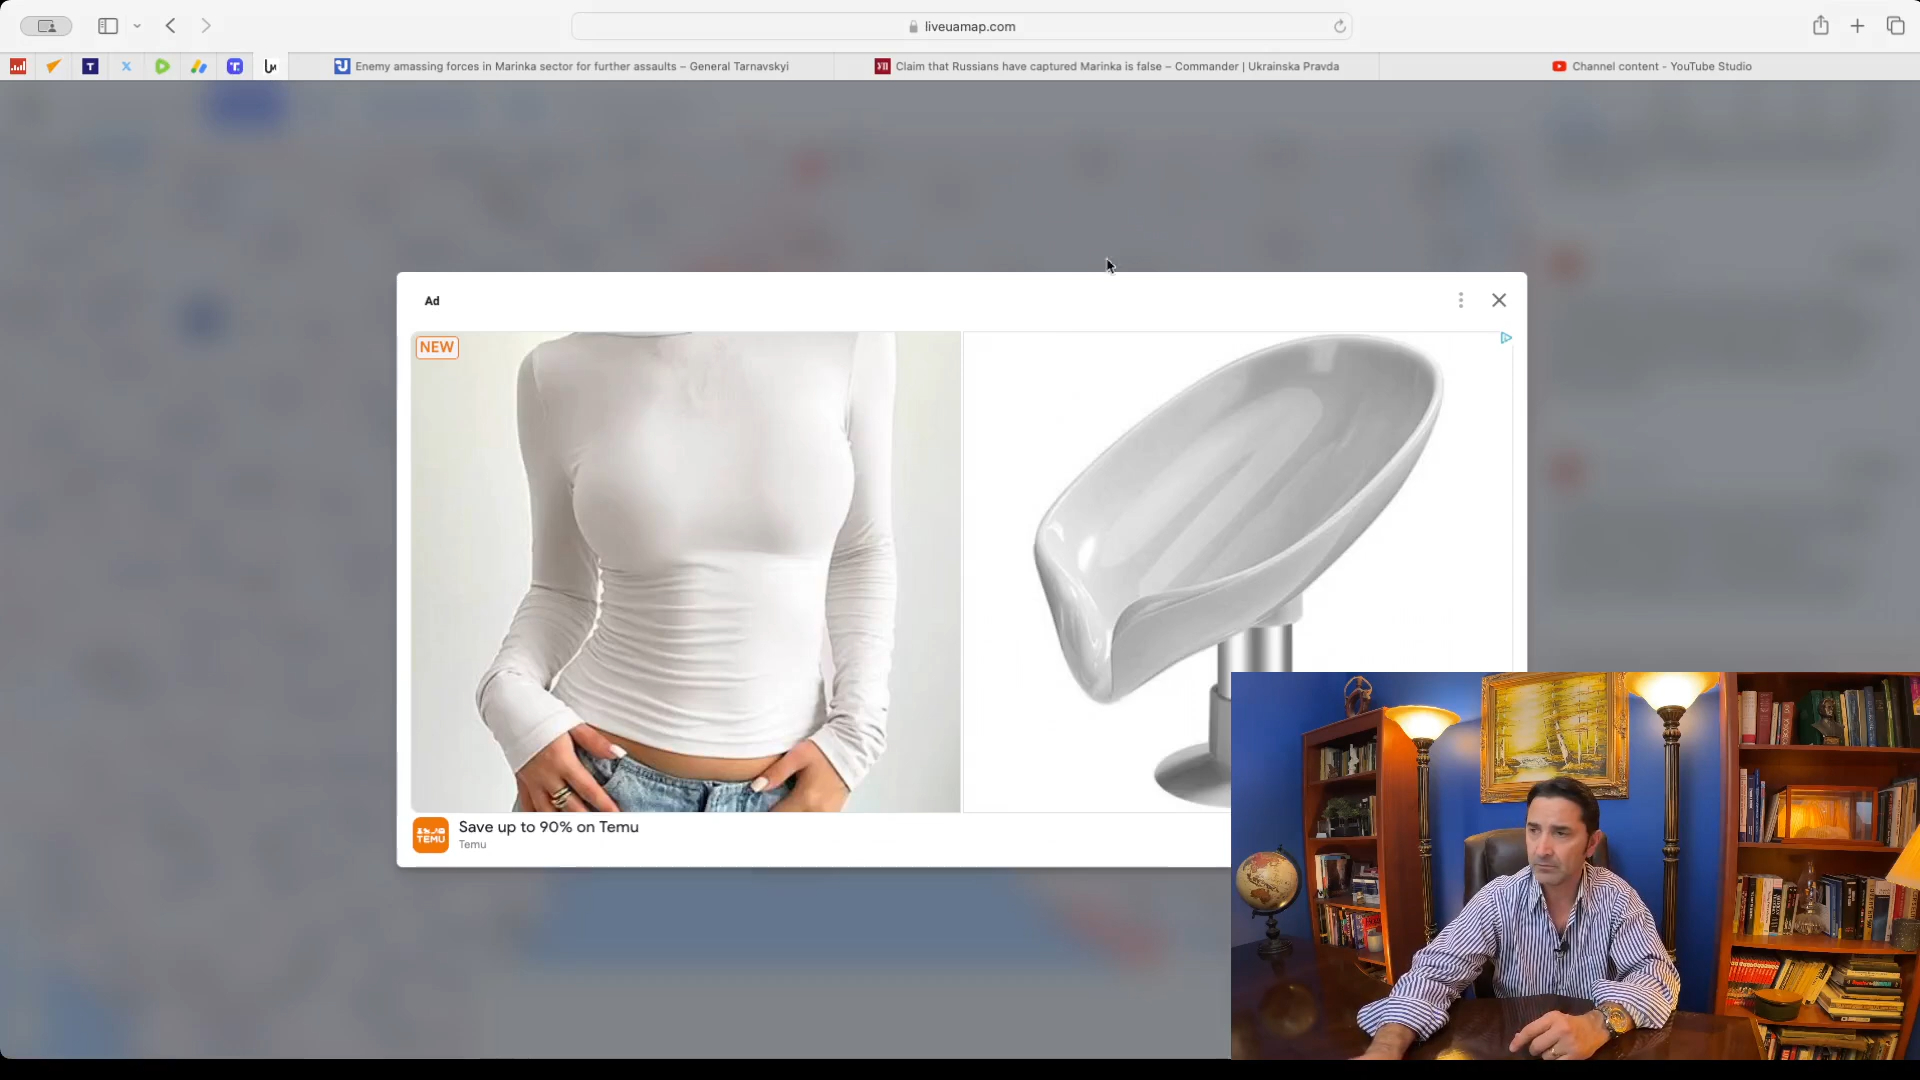 liveuamap.com
Enemy amassing forces in Marinka sector for further assaults – General Tarnavskyi
Claim that Russians have captured Marinka is false – Commander | Ukrainska Pravda
Channel content - YouTube Studio
Ad
NEW
TEMU
Save up to 90% on Temu
Temu